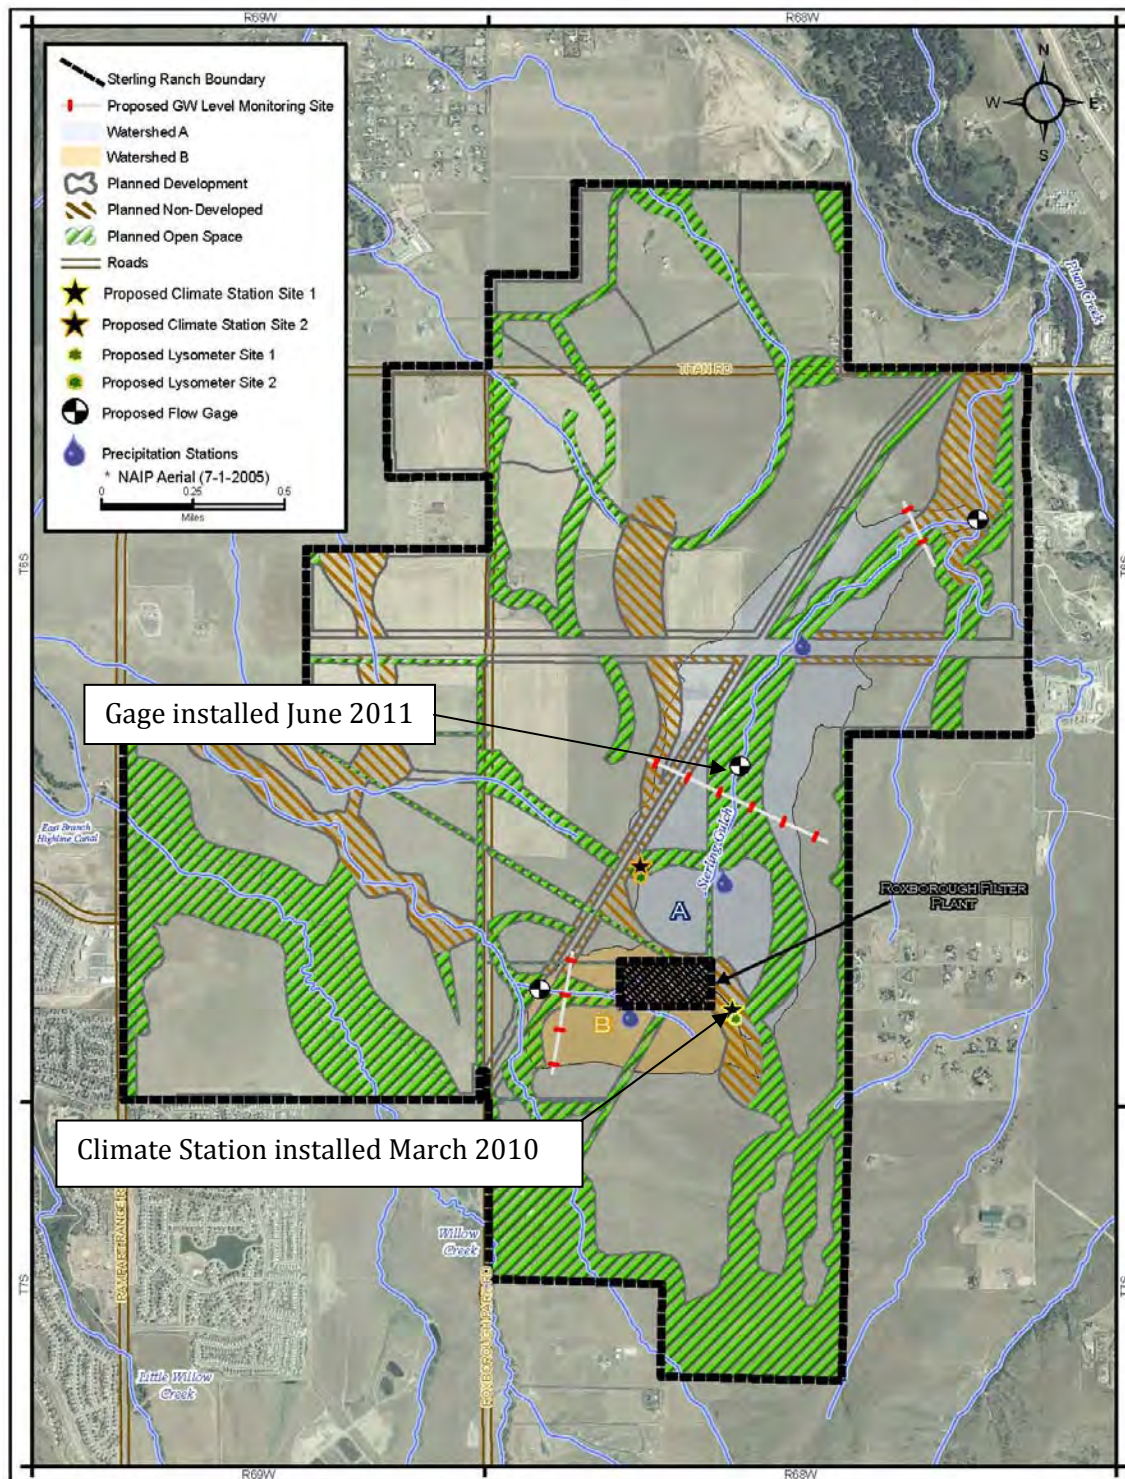 R69W
R68W
Sterling Ranch Boundary
Proposed GW Level Monitoring Site
Watershed A
Watershed B
Planned Development
Planned Non-Developed
Planned Open Space
Roads
Proposed Climate Station Site 1
Proposed Climate Station Site 2
Proposed Lysometer Site 1
Proposed Lysometer Site 2
Proposed Flow Gage
Precipitation Stations
* NAIP Aerial (7-1-2005)
0 0.25 0.5
Miles
N
W E
S
Plum Creek
TITAN RD
T6S
T6S
Gage installed June 2011
East Branch
Highline Canal
Sterling Gulch
ROXBOROUGH FILTER
PLANT
A
B
Climate Station installed March 2010
Willow
Creek
RAMPART RANGE R
ROXBOROUGH PARK RD
T7S
T7S
Little Willow
Creek
R69W
R68W